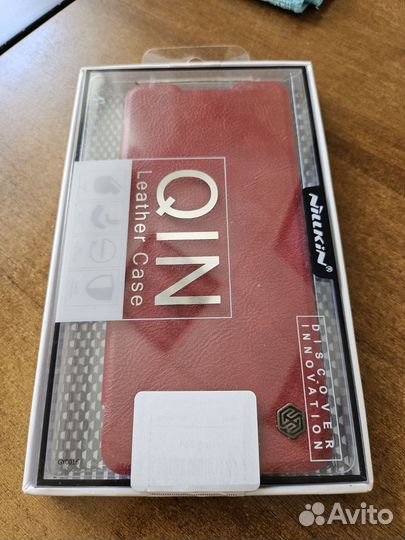 QIN
Leather Case
NILLKIN®
DISCOVER
INNOVATION
Avito